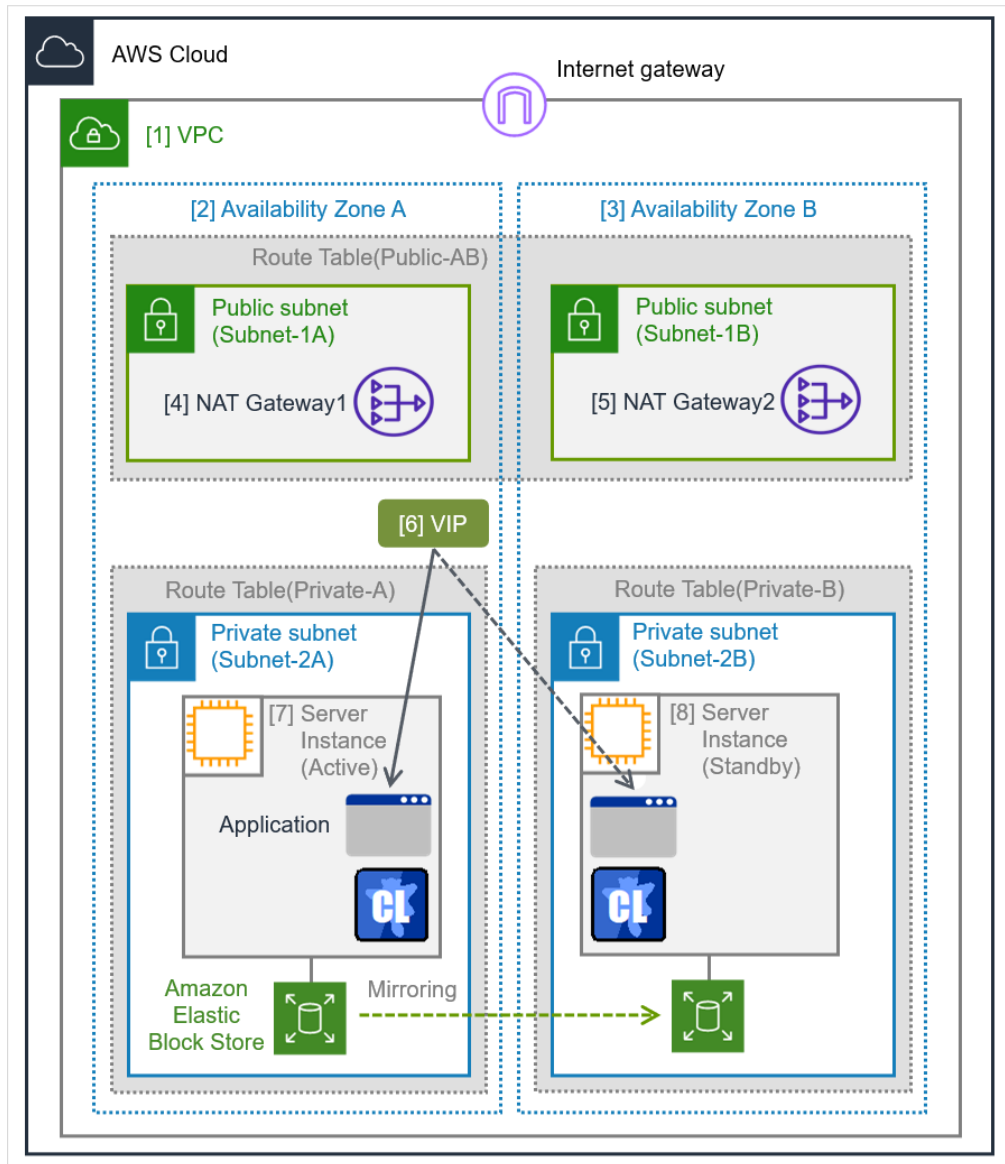 AWS Cloud
Internet gateway
[1] VPC
[2] Availability Zone A
[3] Availability Zone B
Route Table(Public-AB)
Public subnet
(Subnet-1A)
Public subnet
(Subnet-1B)
[4] NAT Gateway1
[5] NAT Gateway2
[6] VIP
Route Table(Private-A)
Route Table(Private-B)
Private subnet
(Subnet-2A)
Private subnet
(Subnet-2B)
[7] Server
Instance
(Active)
[8] Server
Instance
(Standby)
Application
CL
CL
Amazon
Elastic
Block Store
Mirroring